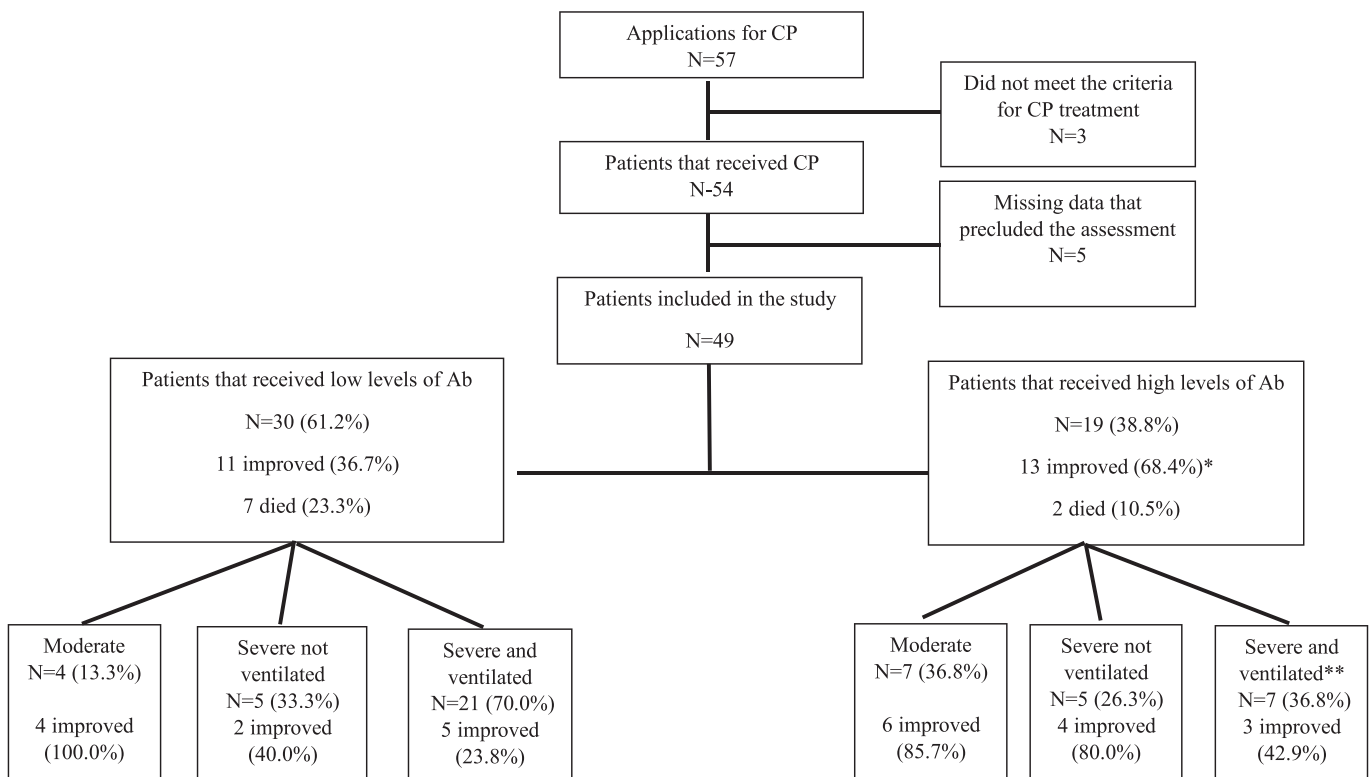 Applications for CP
N=57
Did not meet the criteria
for CP treatment
N=3
Patients that received CP
N-54
Missing data that
precluded the assessment
N=5
Patients included in the study
N=49
Patients that received low levels of Ab
N=30 (61.2%)
11 improved (36.7%)
7 died (23.3%)
Patients that received high levels of Ab
N=19 (38.8%)
13 improved (68.4%)*
2 died (10.5%)
Moderate
N=4 (13.3%)
4 improved
(100.0%)
Severe not
ventilated
N=5 (33.3%)
2 improved
(40.0%)
Severe and
ventilated
N=21 (70.0%)
5 improved
(23.8%)
Moderate
N=7 (36.8%)
6 improved
(85.7%)
Severe not
ventilated
N=5 (26.3%)
4 improved
(80.0%)
Severe and
ventilated**
N=7 (36.8%)
3 improved
(42.9%)